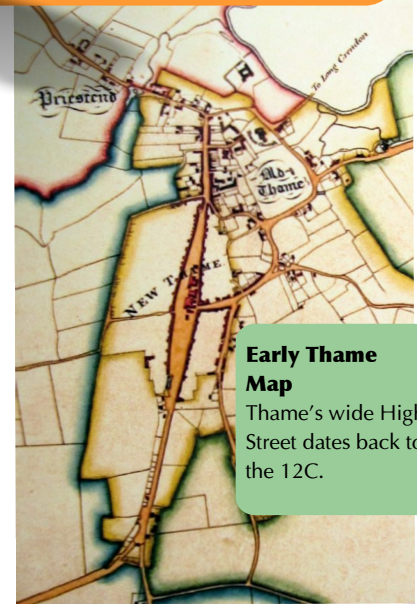 To Long Crendon
Priestend
Old
Thame
NEW THAME
Early Thame
Map
Thame's wide High
Street dates back to
the 12C.